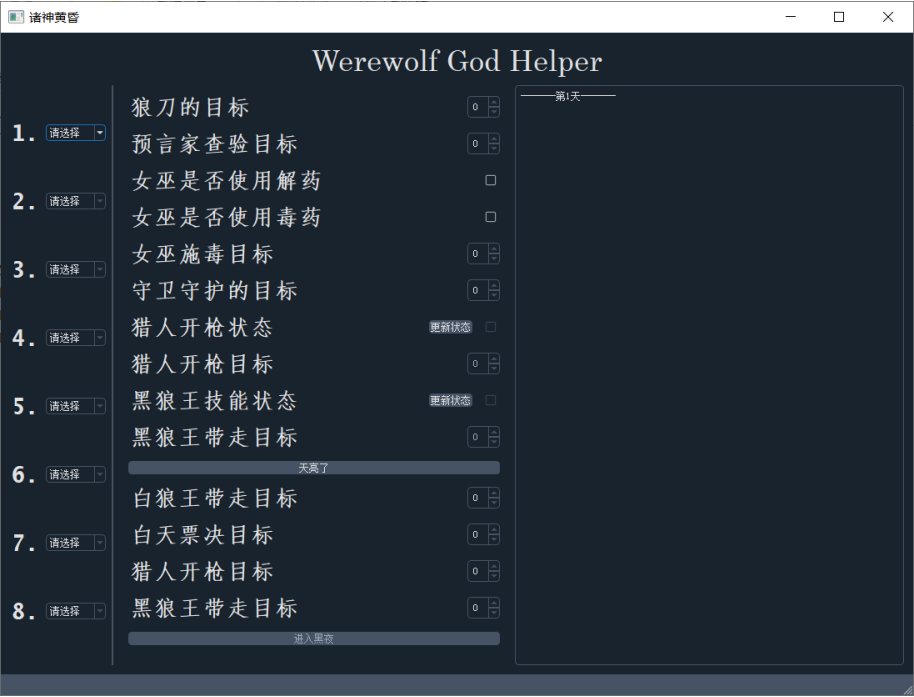 诸神黄昏
Werewolf God Helper
1. 请选择
2. 请选择
3. 请选择
4. 请选择
5. 请选择
6. 请选择
7. 请选择
8. 请选择
狼刀的目标 0
预言家查验目标 0
女巫是否使用解药
女巫是否使用毒药
女巫施毒目标 0
守卫守护的目标 0
猎人开枪状态 更新状态
猎人开枪目标 0
黑狼王技能状态 更新状态
黑狼王带走目标 0
天亮了
白狼王带走目标 0
白天票决目标 0
猎人开枪目标 0
黑狼王带走目标 0
进入黑夜
———第1天———